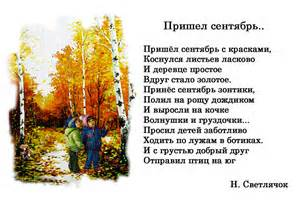 Пришел сентябрь..
Пришёл сентябрь с красками,
Коснулся листьев ласково
И деревце простое
Вдруг стало золотое.
Принёс сентябрь зонтики,
Полил на рощу дождиком
И выросли на кочке
Волнушки и груздочки...
Просил детей заботливо
Ходить по лужам в ботиках.
И с грустью добрый друг
Отправил птиц на юг
Н. Светлячок